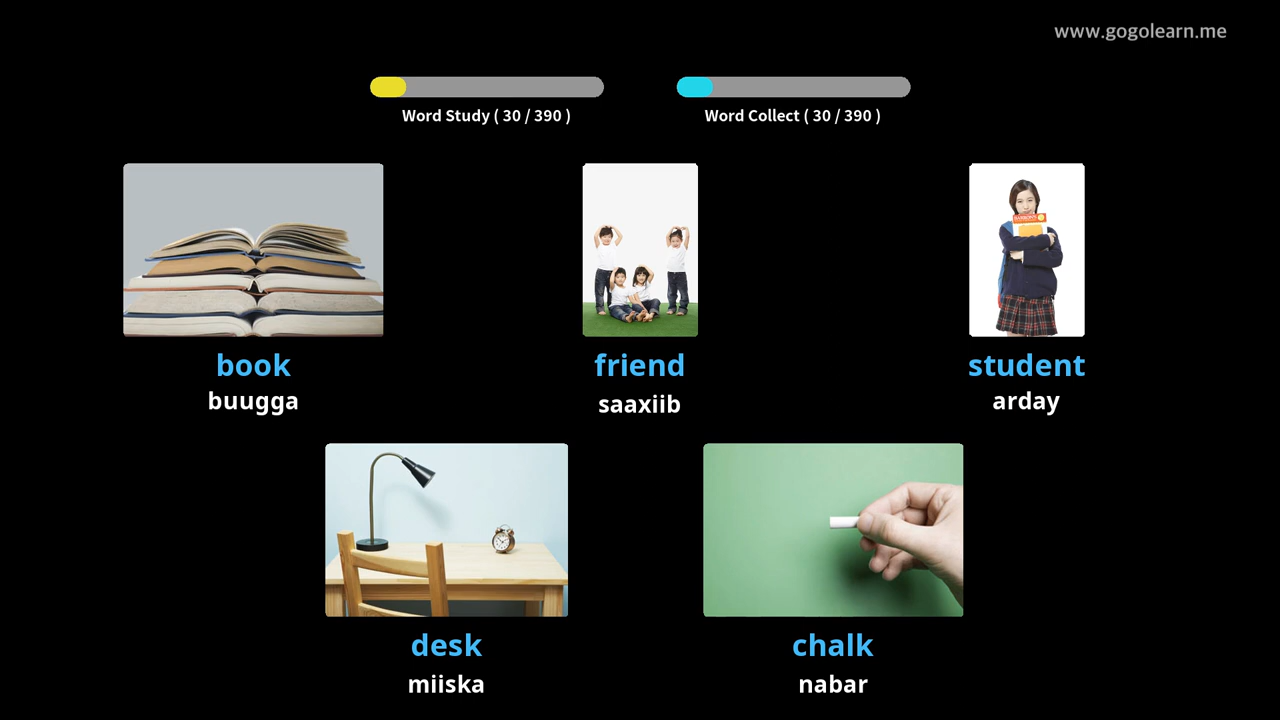 www.gogolearn.me
Word Study ( 30 / 390 )
Word Collect ( 30 / 390 )
book
buugga
friend
saaxiib
student
arday
desk
miiska
chalk
nabar